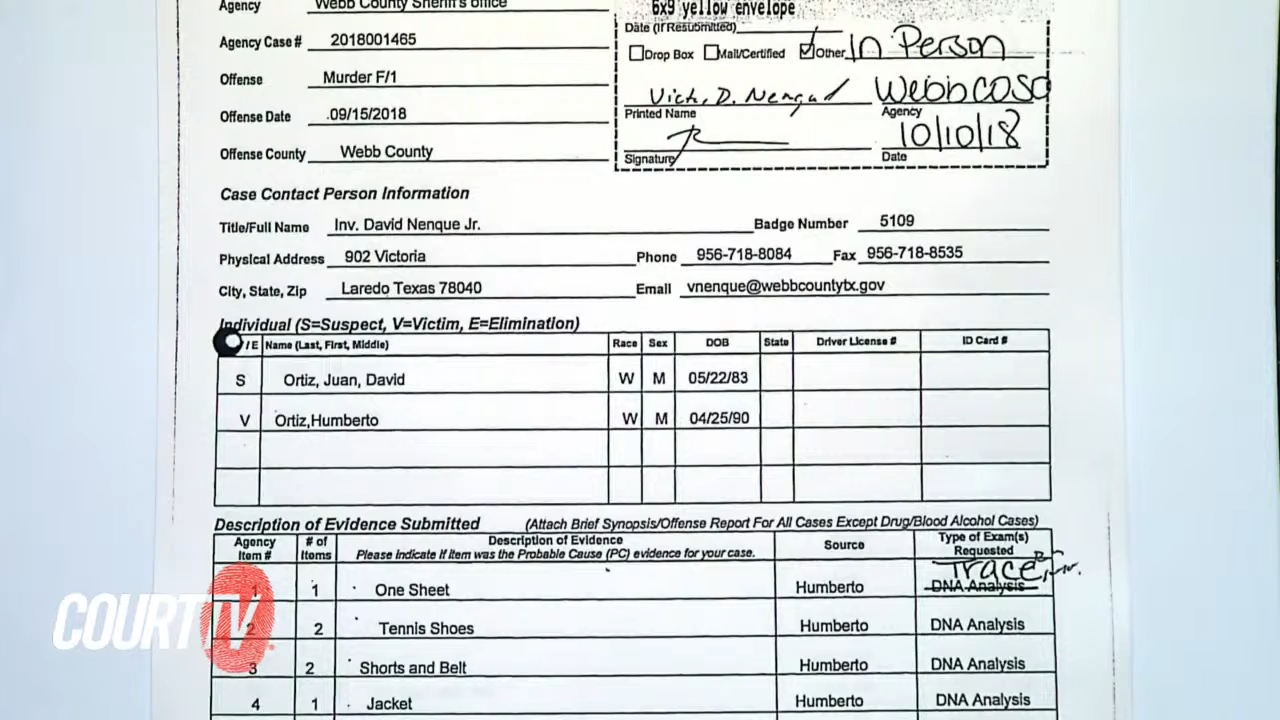 Agency Webb County Sheriff's office
6x9 yellow envelope
Agency Case # 2018001465
Date (If Resubmitted)
Drop Box Mail/Certified Other In Person
Offense Murder F/1
D. WebbCoSO
Printed Name Agency
Offense Date 09/15/2018
10/10/18
Signature Date
Offense County Webb County
Case Contact Person Information
Title/Full Name Inv. David Nenque Jr. Badge Number 5109
Physical Address 902 Victoria Phone 956-718-8084 Fax 956-718-8535
City, State, Zip Laredo Texas 78040 Email vnenque@webbcountytx.gov
Individual (S=Suspect, V=Victim, E=Elimination)
/ E Name (Last, First, Middle) Race Sex DOB State Driver License # ID Card #
S Ortiz, Juan, David W M 05/22/83
V Ortiz,Humberto W M 04/25/90
Description of Evidence Submitted (Attach Brief Synopsis/Offense Report For All Cases Except Drug/Blood Alcohol Cases)
Agency Item # # of Items Description of Evidence Please Indicate if Item was the Probable Cause (PC) evidence for your case. Source Type of Exam(s) Requested
Trace
1 1 One Sheet Humberto DNA Analysis
2 2 Tennis Shoes Humberto DNA Analysis
3 2 Shorts and Belt Humberto DNA Analysis
4 1 Jacket Humberto DNA Analysis
COURT TV